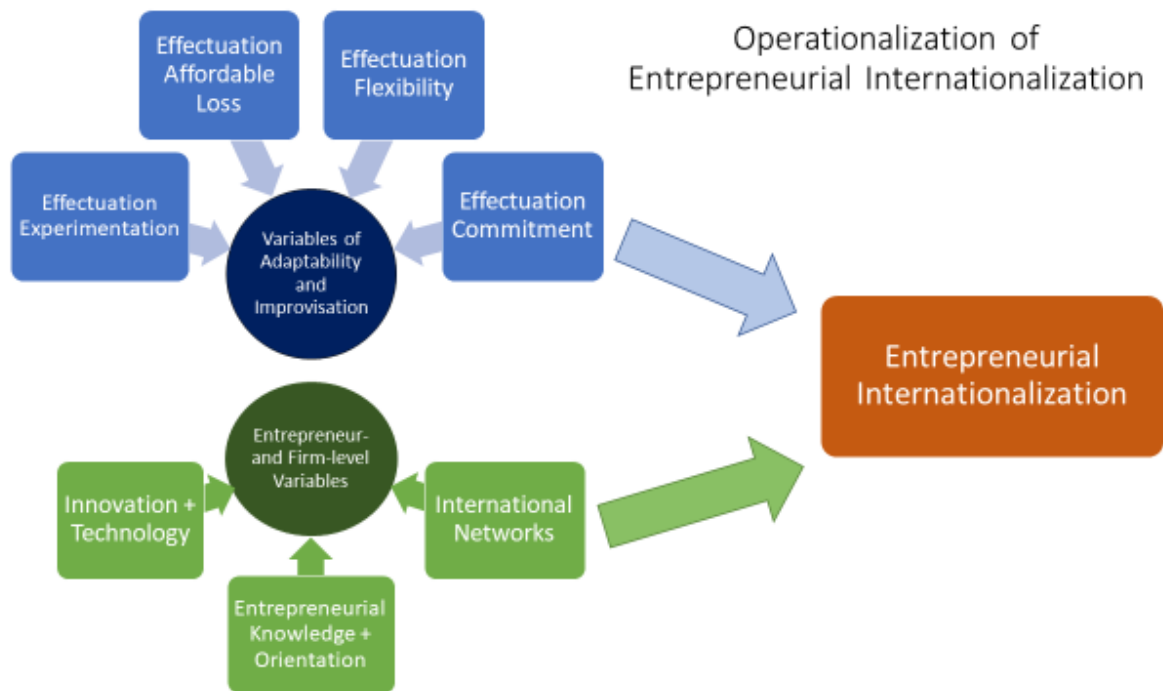 Operationalization of
Entrepreneurial Internationalization
Effectuation
Affordable
Loss
Effectuation
Flexibility
Effectuation
Experimentation
Effectuation
Commitment
Variables of
Adaptability
and
Improvisation
Entrepreneurial
Internationalization
Entrepreneur-
and Firm-level
Variables
Innovation +
Technology
International
Networks
Entrepreneurial
Knowledge +
Orientation